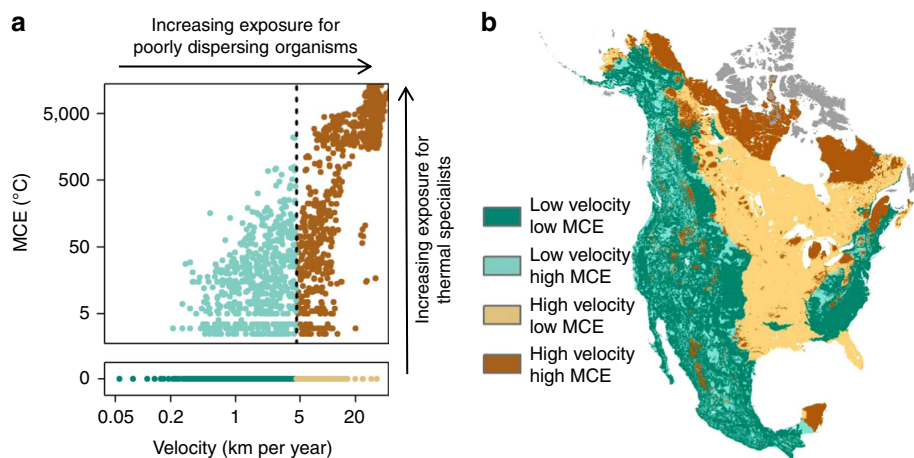 a
Increasing exposure for
poorly dispersing organisms
MCE (°C)
5,000
500
50
5
0
0.05
0.2
1
5
20
Velocity (km per year)
Increasing exposure for
thermal specialists
b
Low velocity
low MCE
Low velocity
high MCE
High velocity
low MCE
High velocity
high MCE